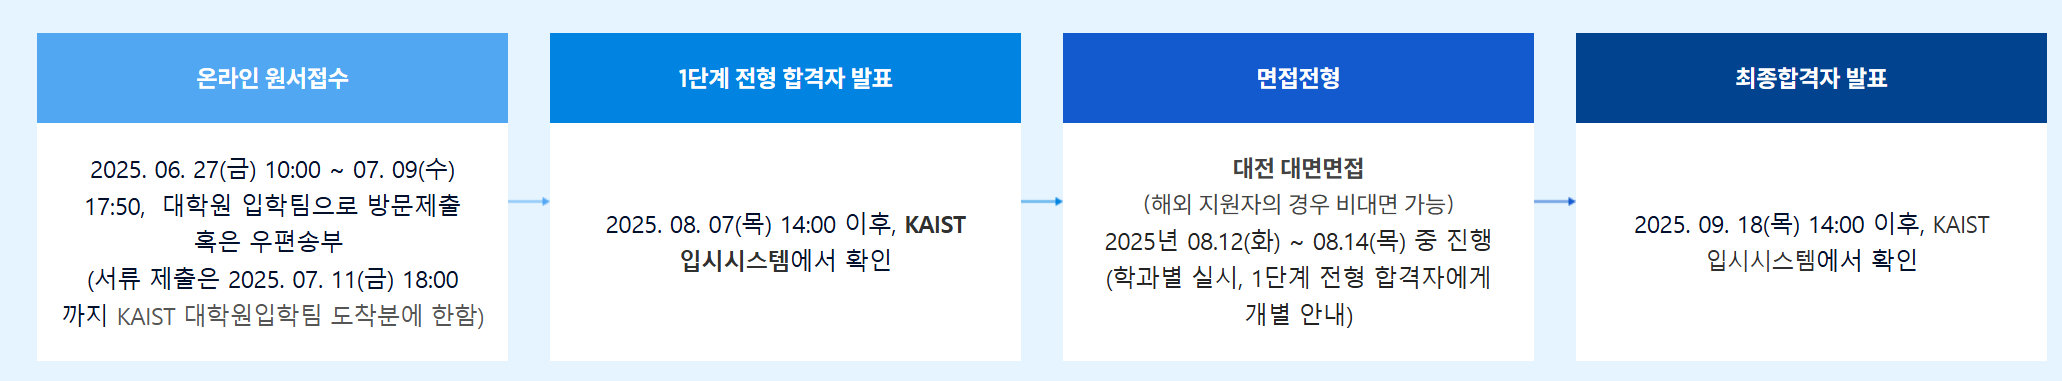 온라인 원서접수
2025. 06. 27(금) 10:00 ~ 07. 09(수)
17:50,  대학원 입학팀으로 방문제출
혹은 우편송부
(서류 제출은 2025. 07. 11(금) 18:00
까지 KAIST 대학원입학팀 도착분에 한함)
1단계 전형 합격자 발표
2025. 08. 07(목) 14:00 이후, KAIST
입시시스템에서 확인
면접전형
대전 대면면접
(해외 지원자의 경우 비대면 가능)
2025년 08.12(화) ~ 08.14(목) 중 진행
(학과별 실시, 1단계 전형 합격자에게
개별 안내)
최종합격자 발표
2025. 09. 18(목) 14:00 이후, KAIST
입시시스템에서 확인